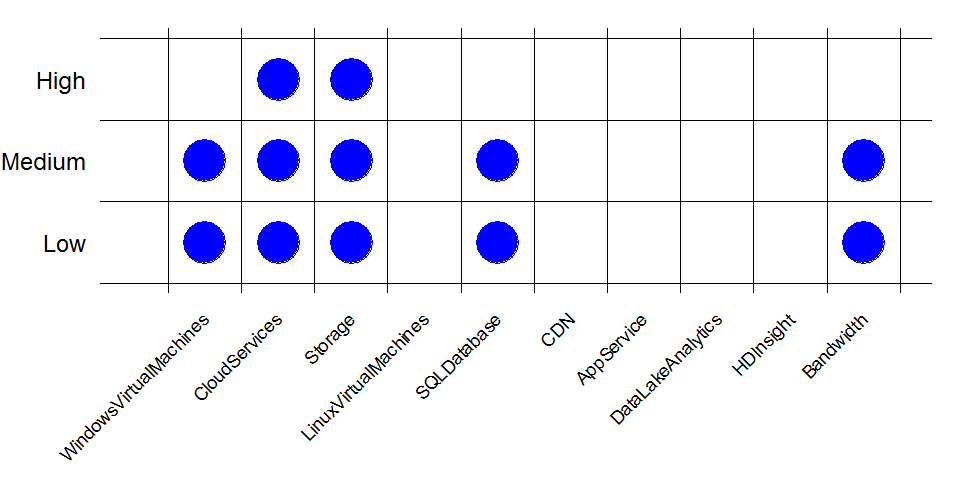 High
Medium
Low
WindowsVirtualMachines
CloudServices
Storage
LinuxVirtualMachines
SQLDatabase
CDN
AppService
DataLakeAnalytics
HDInsight
Bandwidth